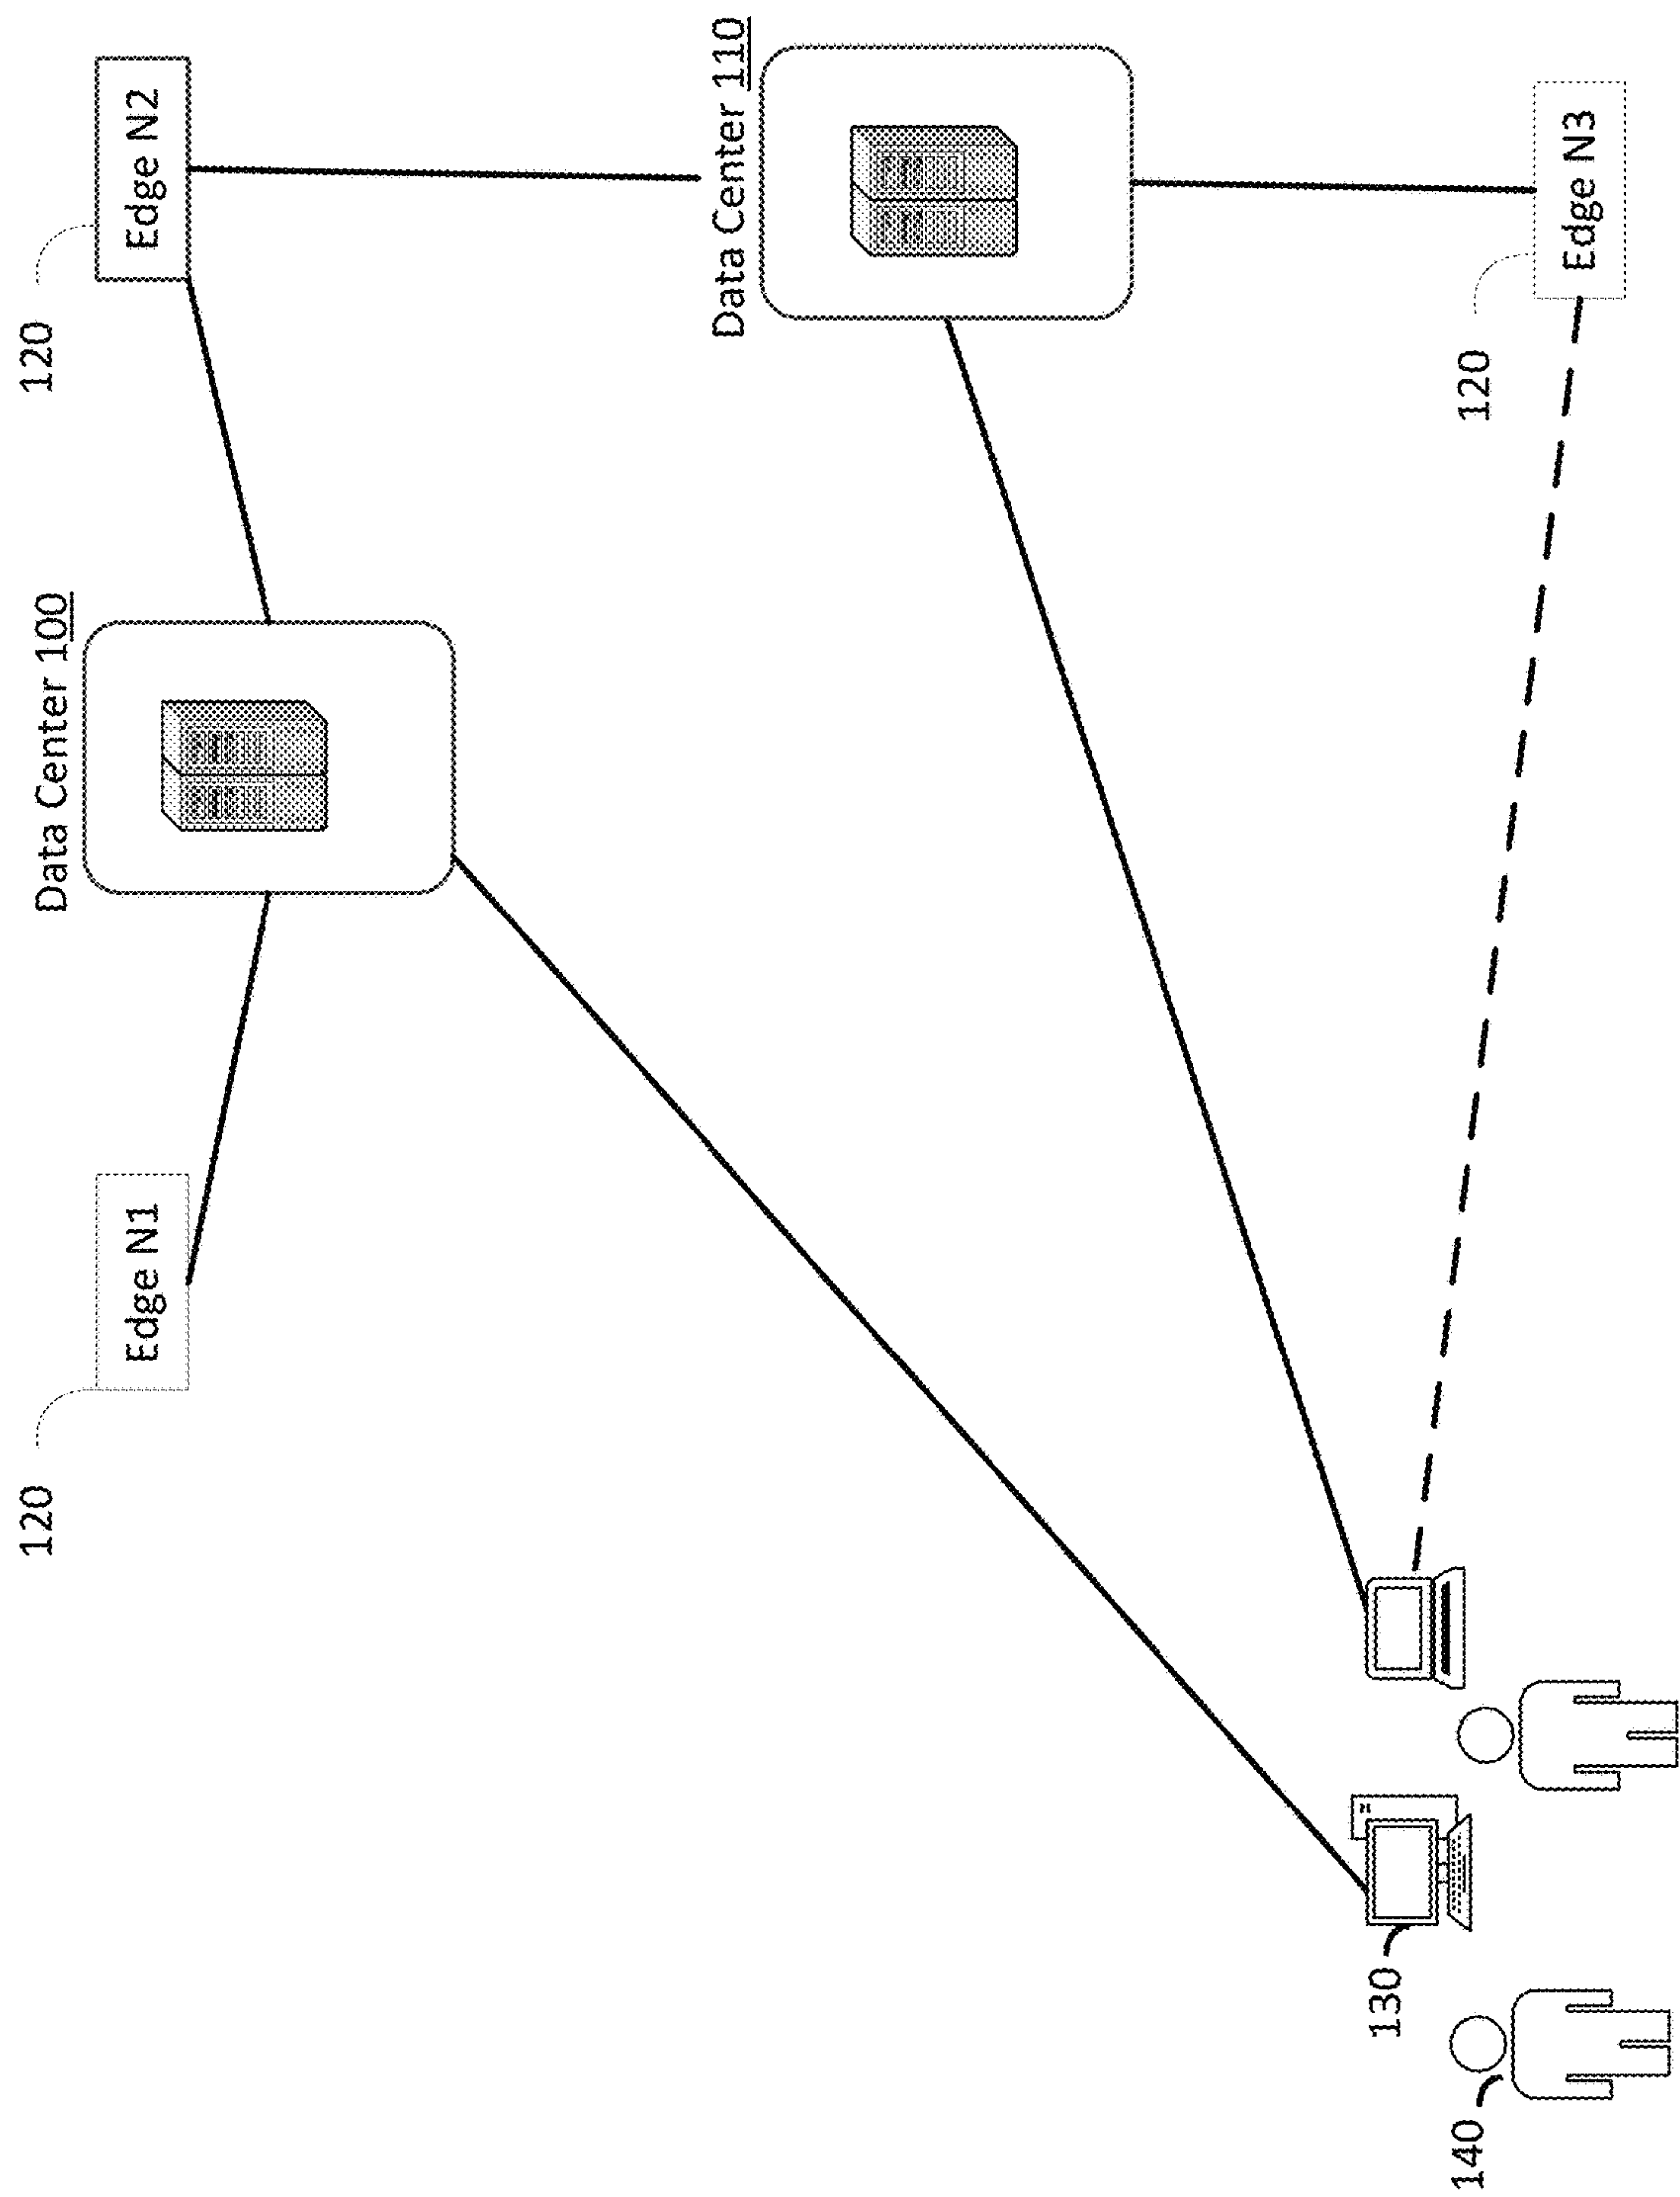 120
Edge N1
Data Center 100
120
Edge N2
Data Center 110
130
140
120
Edge N3